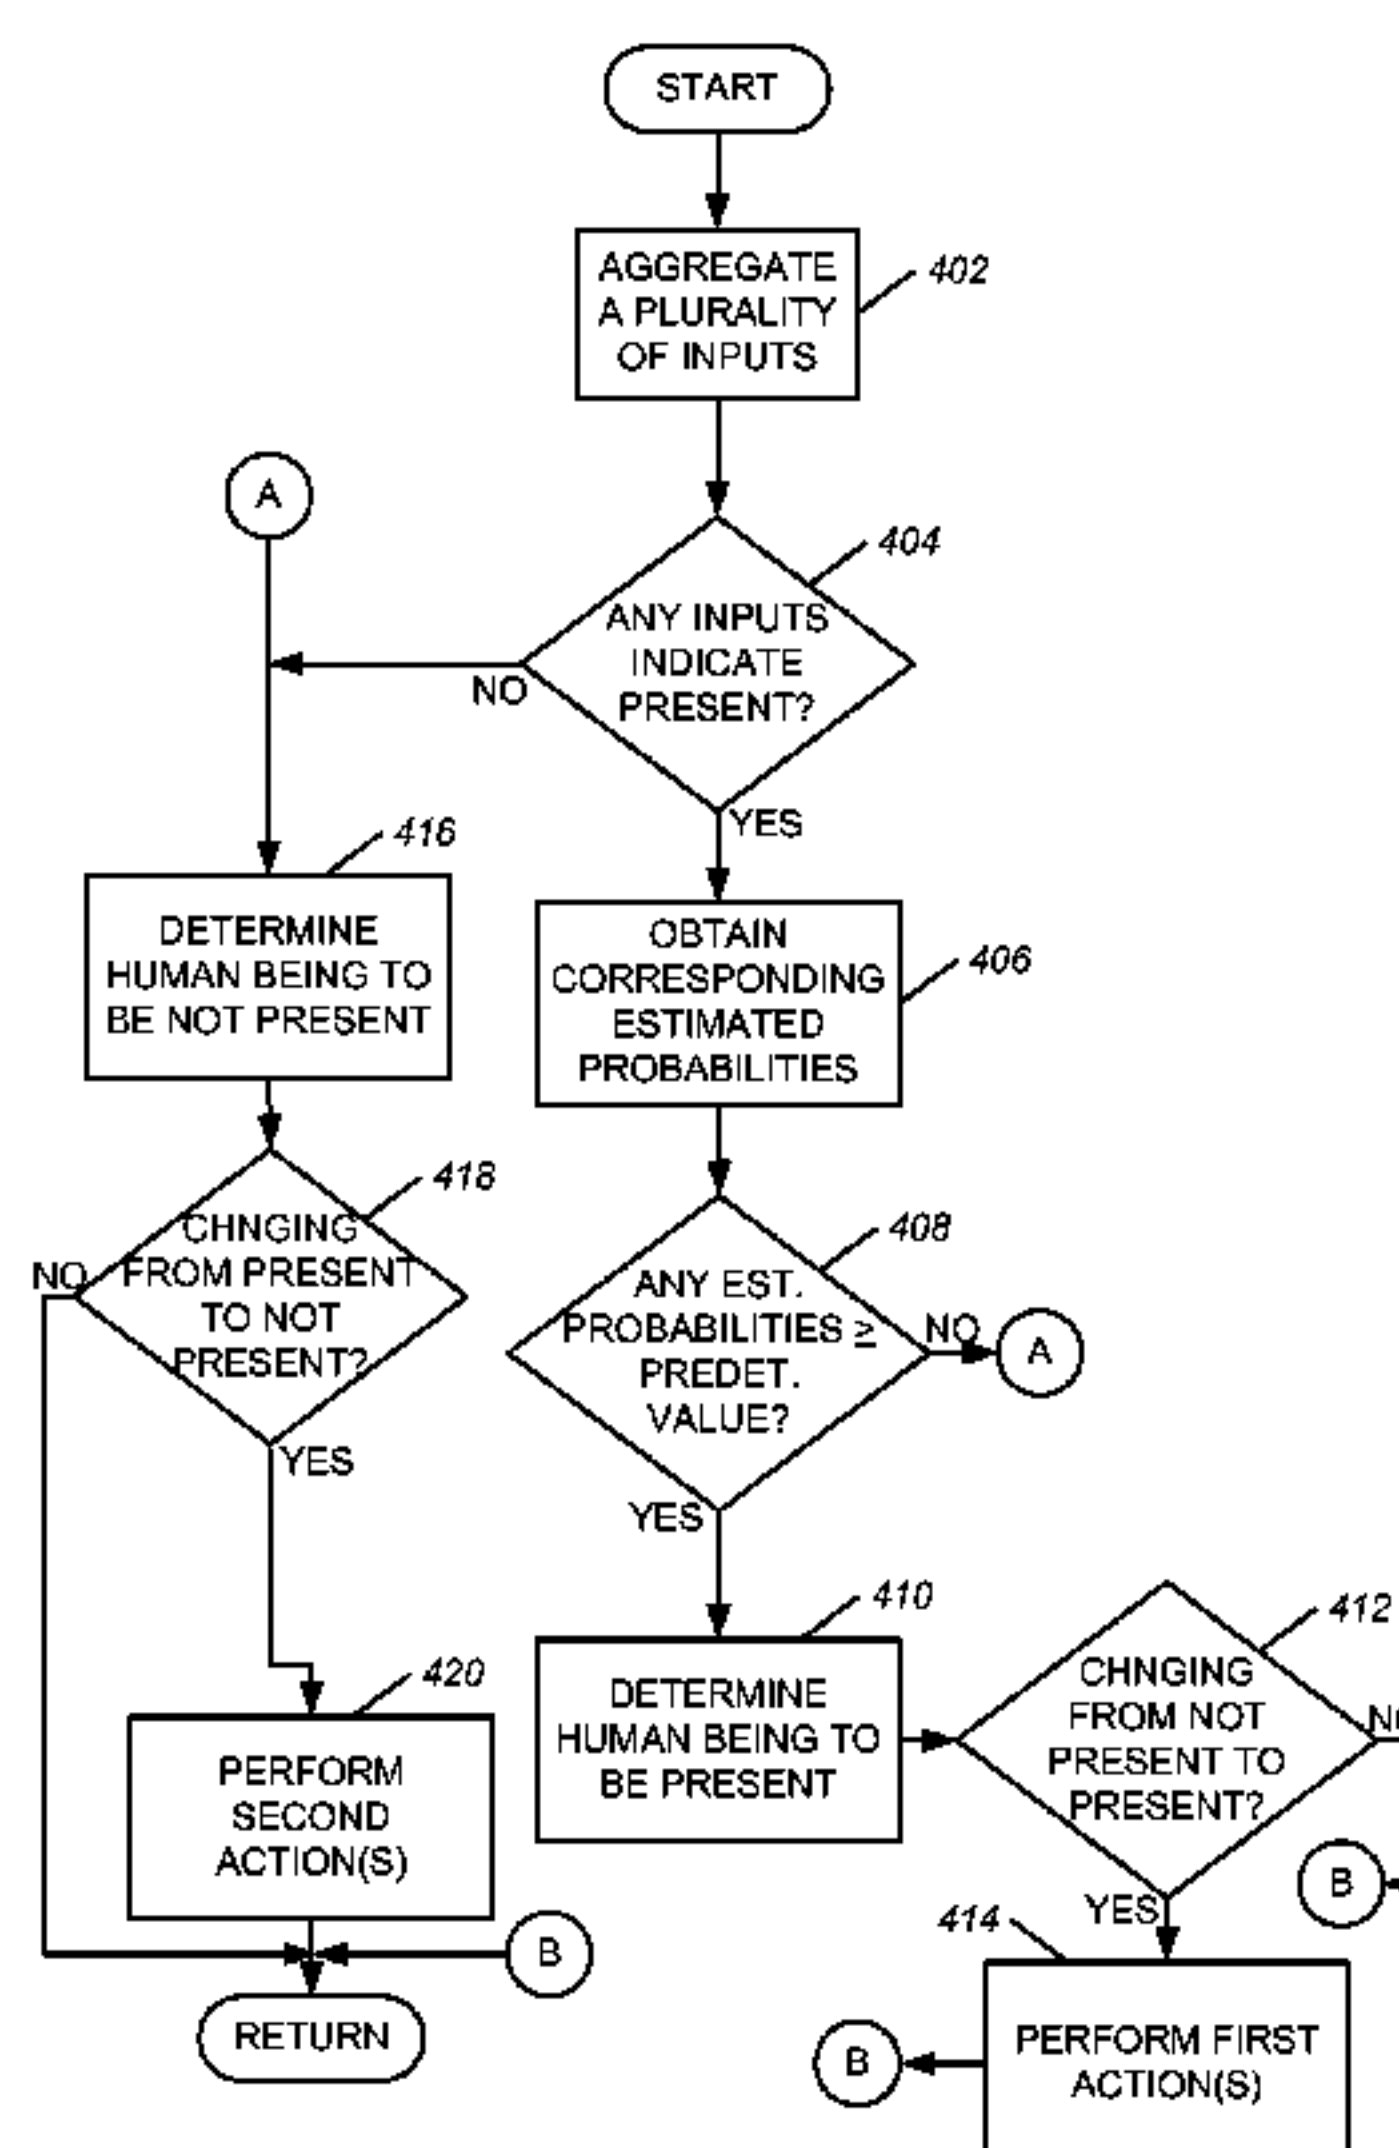 START
AGGREGATE
A PLURALITY
OF INPUTS
402
A
404
ANY INPUTS
INDICATE
PRESENT?
NO
YES
416
DETERMINE
HUMAN BEING TO
BE NOT PRESENT
OBTAIN
CORRESPONDING
ESTIMATED
PROBABILITIES
406
418
CHNGING
FROM PRESENT
TO NOT
PRESENT?
NO
YES
408
ANY EST.
PROBABILITIES ≥
PREDET.
VALUE?
NO
A
YES
410
DETERMINE
HUMAN BEING TO
BE PRESENT
412
CHNGING
FROM NOT
PRESENT TO
PRESENT?
NO
B
YES
420
PERFORM
SECOND
ACTION(S)
B
RETURN
414
PERFORM FIRST
ACTION(S)
B